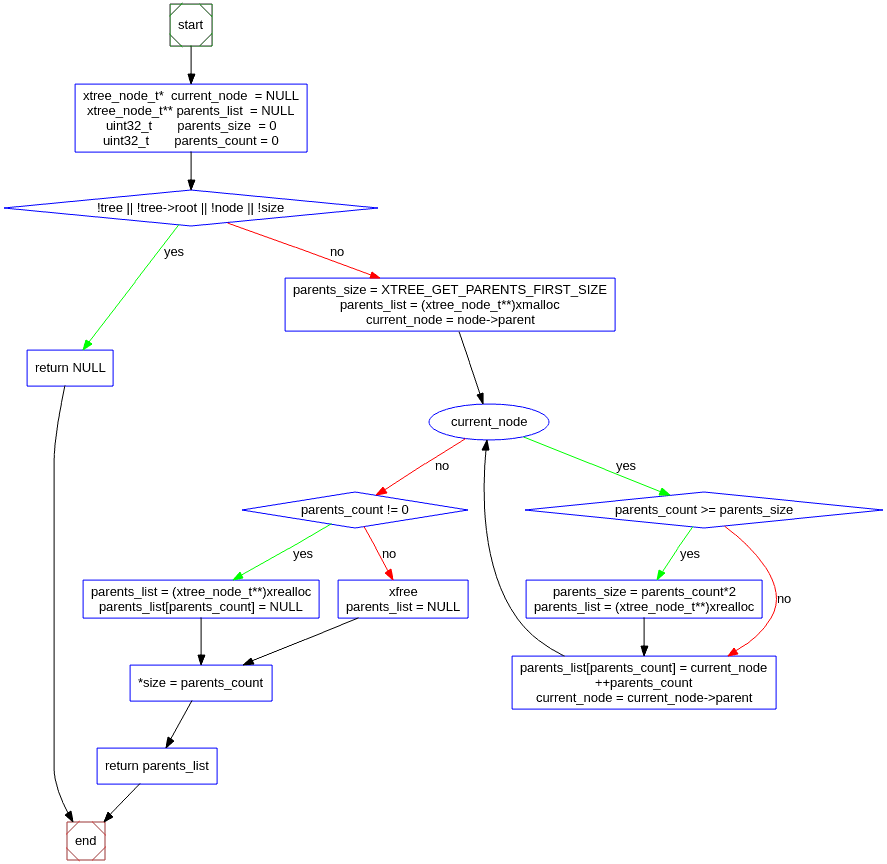 start
xtree_node_t*  current_node  = NULL
xtree_node_t** parents_list  = NULL
uint32_t       parents_size  = 0
uint32_t       parents_count = 0
!tree || !tree->root || !node || !size
yes
no
parents_size = XTREE_GET_PARENTS_FIRST_SIZE
parents_list = (xtree_node_t**)xmalloc
current_node = node->parent
return NULL
current_node
no
yes
parents_count != 0
parents_count >= parents_size
yes
no
yes
no
parents_list = (xtree_node_t**)xrealloc
parents_list[parents_count] = NULL
xfree
parents_list = NULL
parents_size = parents_count*2
parents_list = (xtree_node_t**)xrealloc
*size = parents_count
parents_list[parents_count] = current_node
++parents_count
current_node = current_node->parent
return parents_list
end